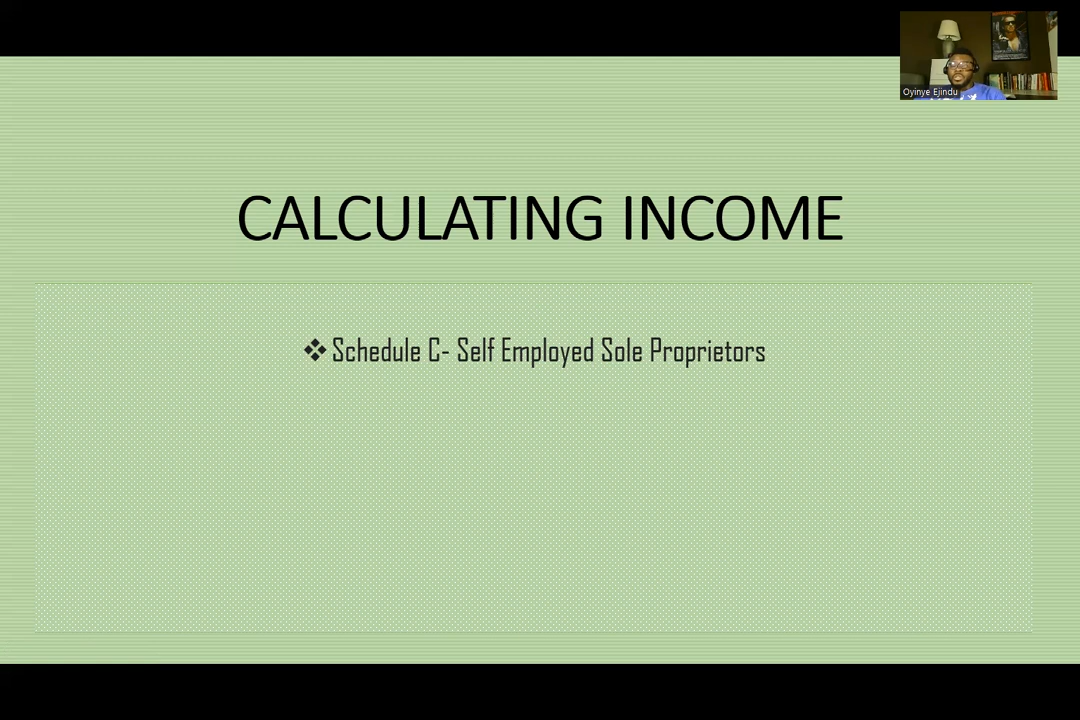 Oyinye Ejindu
CALCULATING INCOME
❖ Schedule C- Self Employed Sole Proprietors